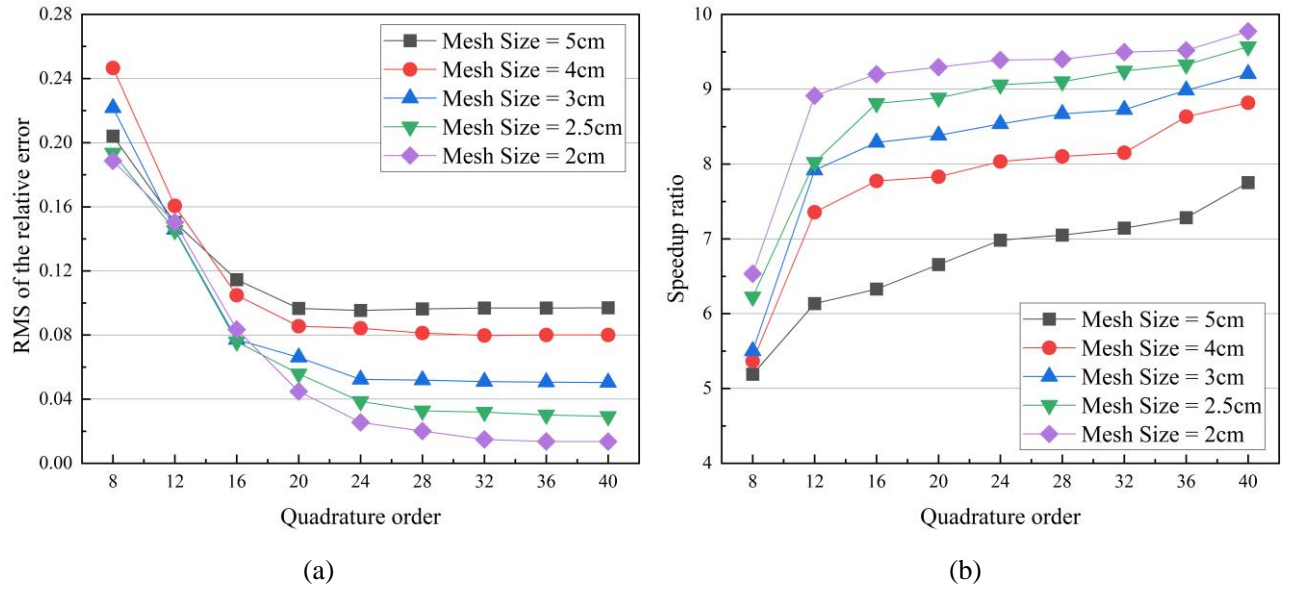 RMS of the relative error
0.28
0.24
0.20
0.16
0.12
0.08
0.04
0.00
Mesh Size = 5cm
Mesh Size = 4cm
Mesh Size = 3cm
Mesh Size = 2.5cm
Mesh Size = 2cm
8 12 16 20 24 28 32 36 40
Quadrature order
(a)
Speedup ratio
10
9
8
7
6
5
4
Mesh Size = 5cm
Mesh Size = 4cm
Mesh Size = 3cm
Mesh Size = 2.5cm
Mesh Size = 2cm
8 12 16 20 24 28 32 36 40
Quadrature order
(b)